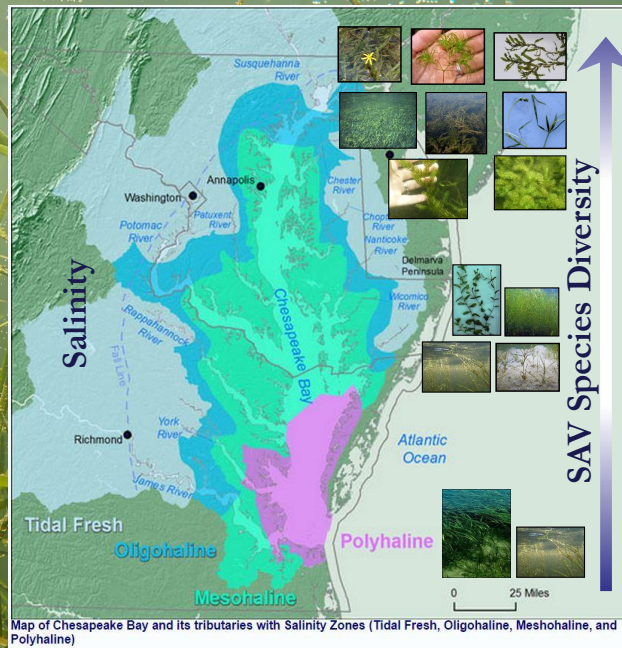 Susquehanna
River
Annapolis
Washington
Chester
River
Patuxent
River
Potomac
River
Chopt
River
Nanticoke
River
Delmarva
Peninsula
Salinity
SAV Species Diversity
Chesapeake Bay
Wicomico
River
Rappahannock
River
Fall Line
York
River
Richmond
Atlantic
Ocean
James River
Tidal Fresh
Oligohaline
Polyhaline
Mesohaline
0 25 Miles
Map of Chesapeake Bay and its tributaries with Salinity Zones (Tidal Fresh, Oligohaline, Meshohaline, and
Polyhaline)